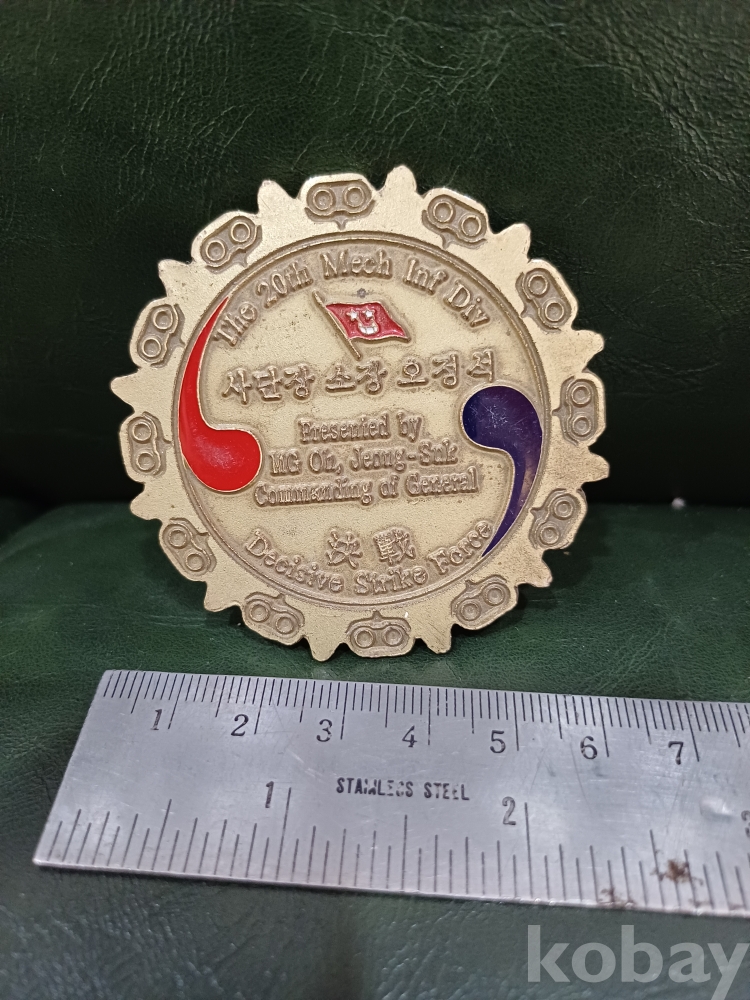 The 20th Mech Inf Div
사단장 소장 오정석
Presented by
MG Oh, Jeong-Suk
Commanding of General
決戰
Decisive Strike Force
1 2 3 4 5 6 7
STAINLESS STEEL
1 2 3
kobay